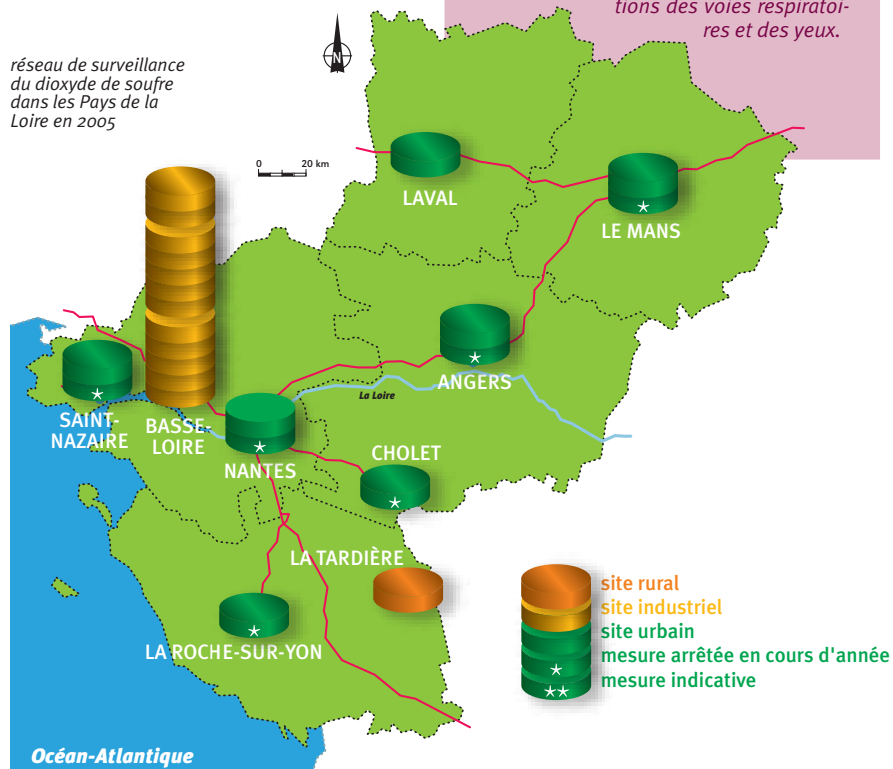 tions des voies respiratoi-
res et des yeux.
réseau de surveillance
du dioxyde de soufre
dans les Pays de la
Loire en 2005
N
0 20 km
LAVAL
LE MANS
ANGERS
La Loire
SAINT-
NAZAIRE
BASSE-
LOIRE
NANTES
CHOLET
LA TARDIÈRE
LA ROCHE-SUR-YON
site rural
site industriel
site urbain
mesure arrêtée en cours d'année
mesure indicative
Océan-Atlantique